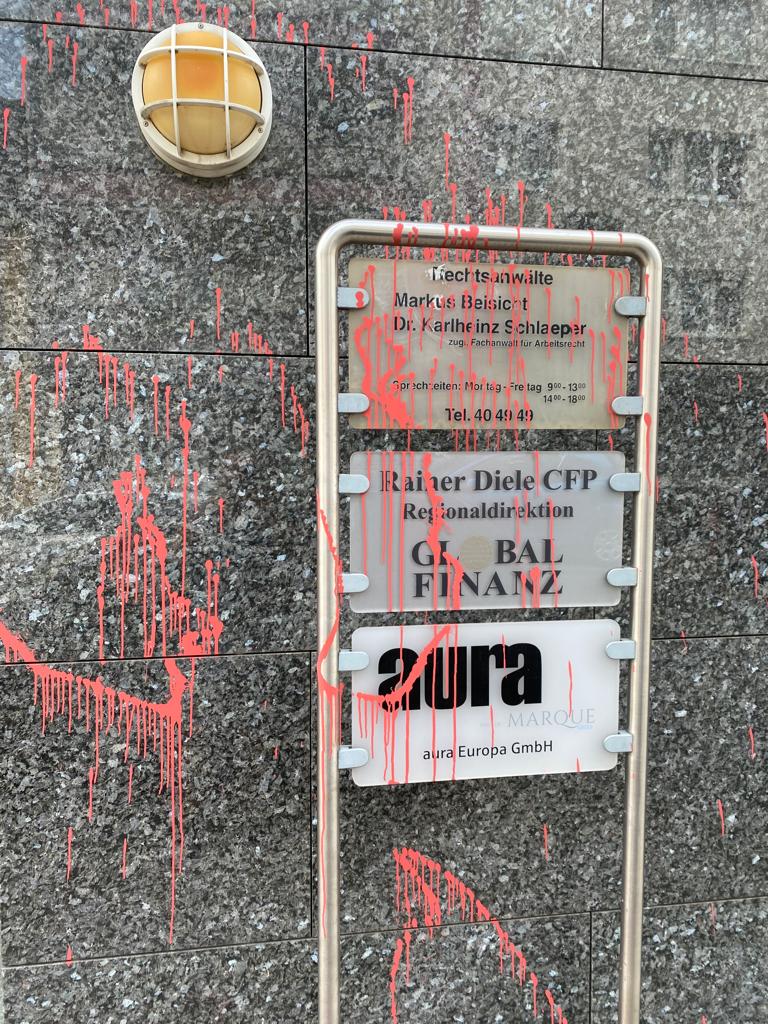 Rechtsanwälte
Markus Beisicht
Dr. Karlheinz Schlaeper
zugl. Fachanwalt für Arbeitsrecht
Sprechzeiten: Montag - Freitag 9⁰⁰ - 13⁰⁰
14⁰⁰ - 18⁰⁰
Tel. 40 49 49
Rainer Diele CFP
Regionaldirektion
GLOBAL
FINANZ
aura
MARQUE
aura Europa GmbH